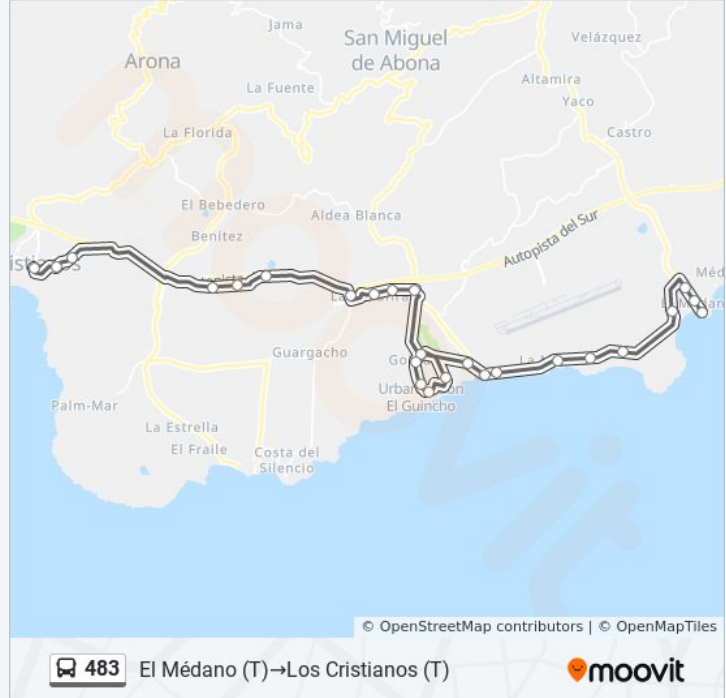 Jama
San Miguel
de Abona
Velázquez
Arona
La Fuente
Altamira
Yaco
La Florida
Castro
El Bebedero
Aldea Blanca
Benítez
Autopista del Sur
Guargacho
El Guincho
Palm-Mar
La Estrella
El Fraile
Costa del
Silencio
© OpenStreetMap contributors | © OpenMapTiles
483 El Médano (T)→Los Cristianos (T)
moovit